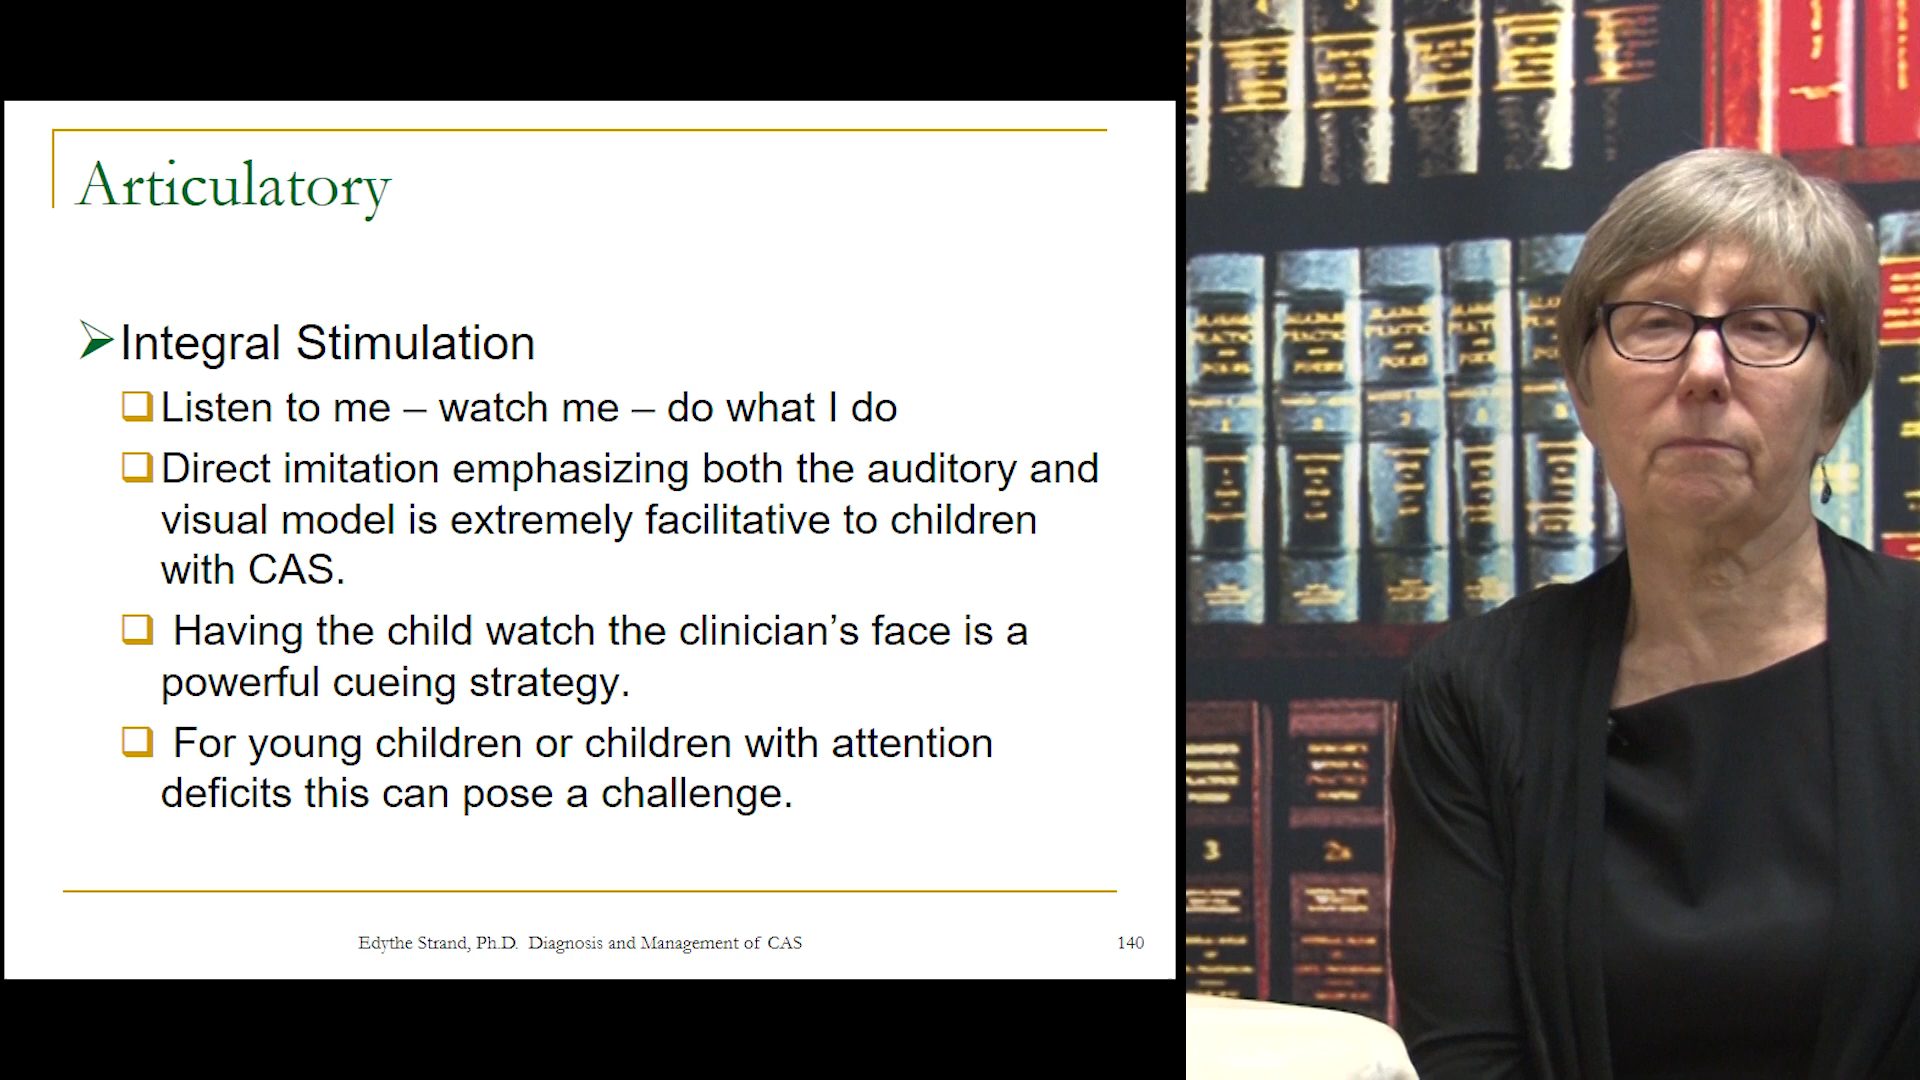 Articulatory
Integral Stimulation
Listen to me – watch me – do what I do
Direct imitation emphasizing both the auditory and
visual model is extremely facilitative to children
with CAS.
Having the child watch the clinician’s face is a
powerful cueing strategy.
For young children or children with attention
deficits this can pose a challenge.
Edythe Strand, Ph.D. Diagnosis and Management of CAS
140
3
2a